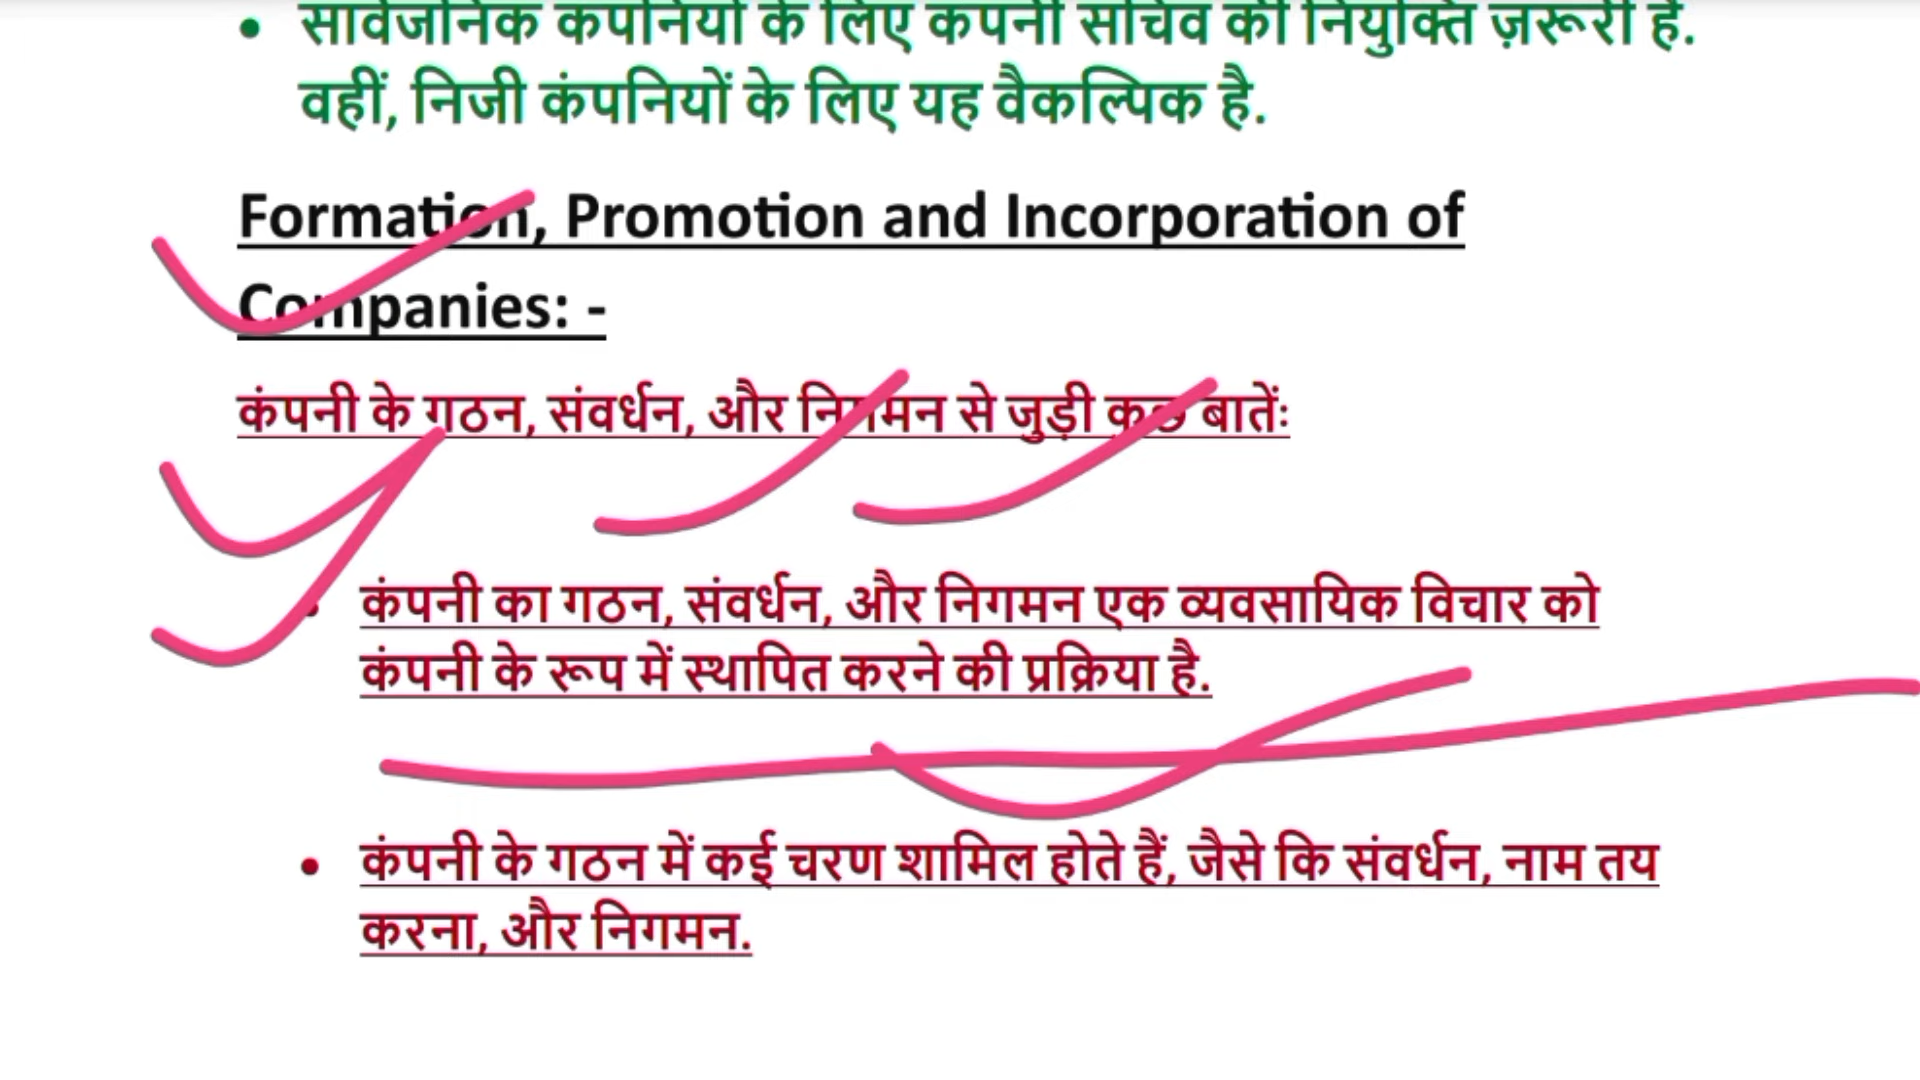 सार्वजनिक कंपनियों के लिए कंपनी सचिव की नियुक्ति ज़रूरी है.
वहीं, निजी कंपनियों के लिए यह वैकल्पिक है.
Formation, Promotion and Incorporation of
Companies: -
कंपनी के गठन, संवर्धन, और निगमन से जुड़ी कुछ बातें:
कंपनी का गठन, संवर्धन, और निगमन एक व्यवसायिक विचार को
कंपनी के रूप में स्थापित करने की प्रक्रिया है.
कंपनी के गठन में कई चरण शामिल होते हैं, जैसे कि संवर्धन, नाम तय
करना, और निगमन.